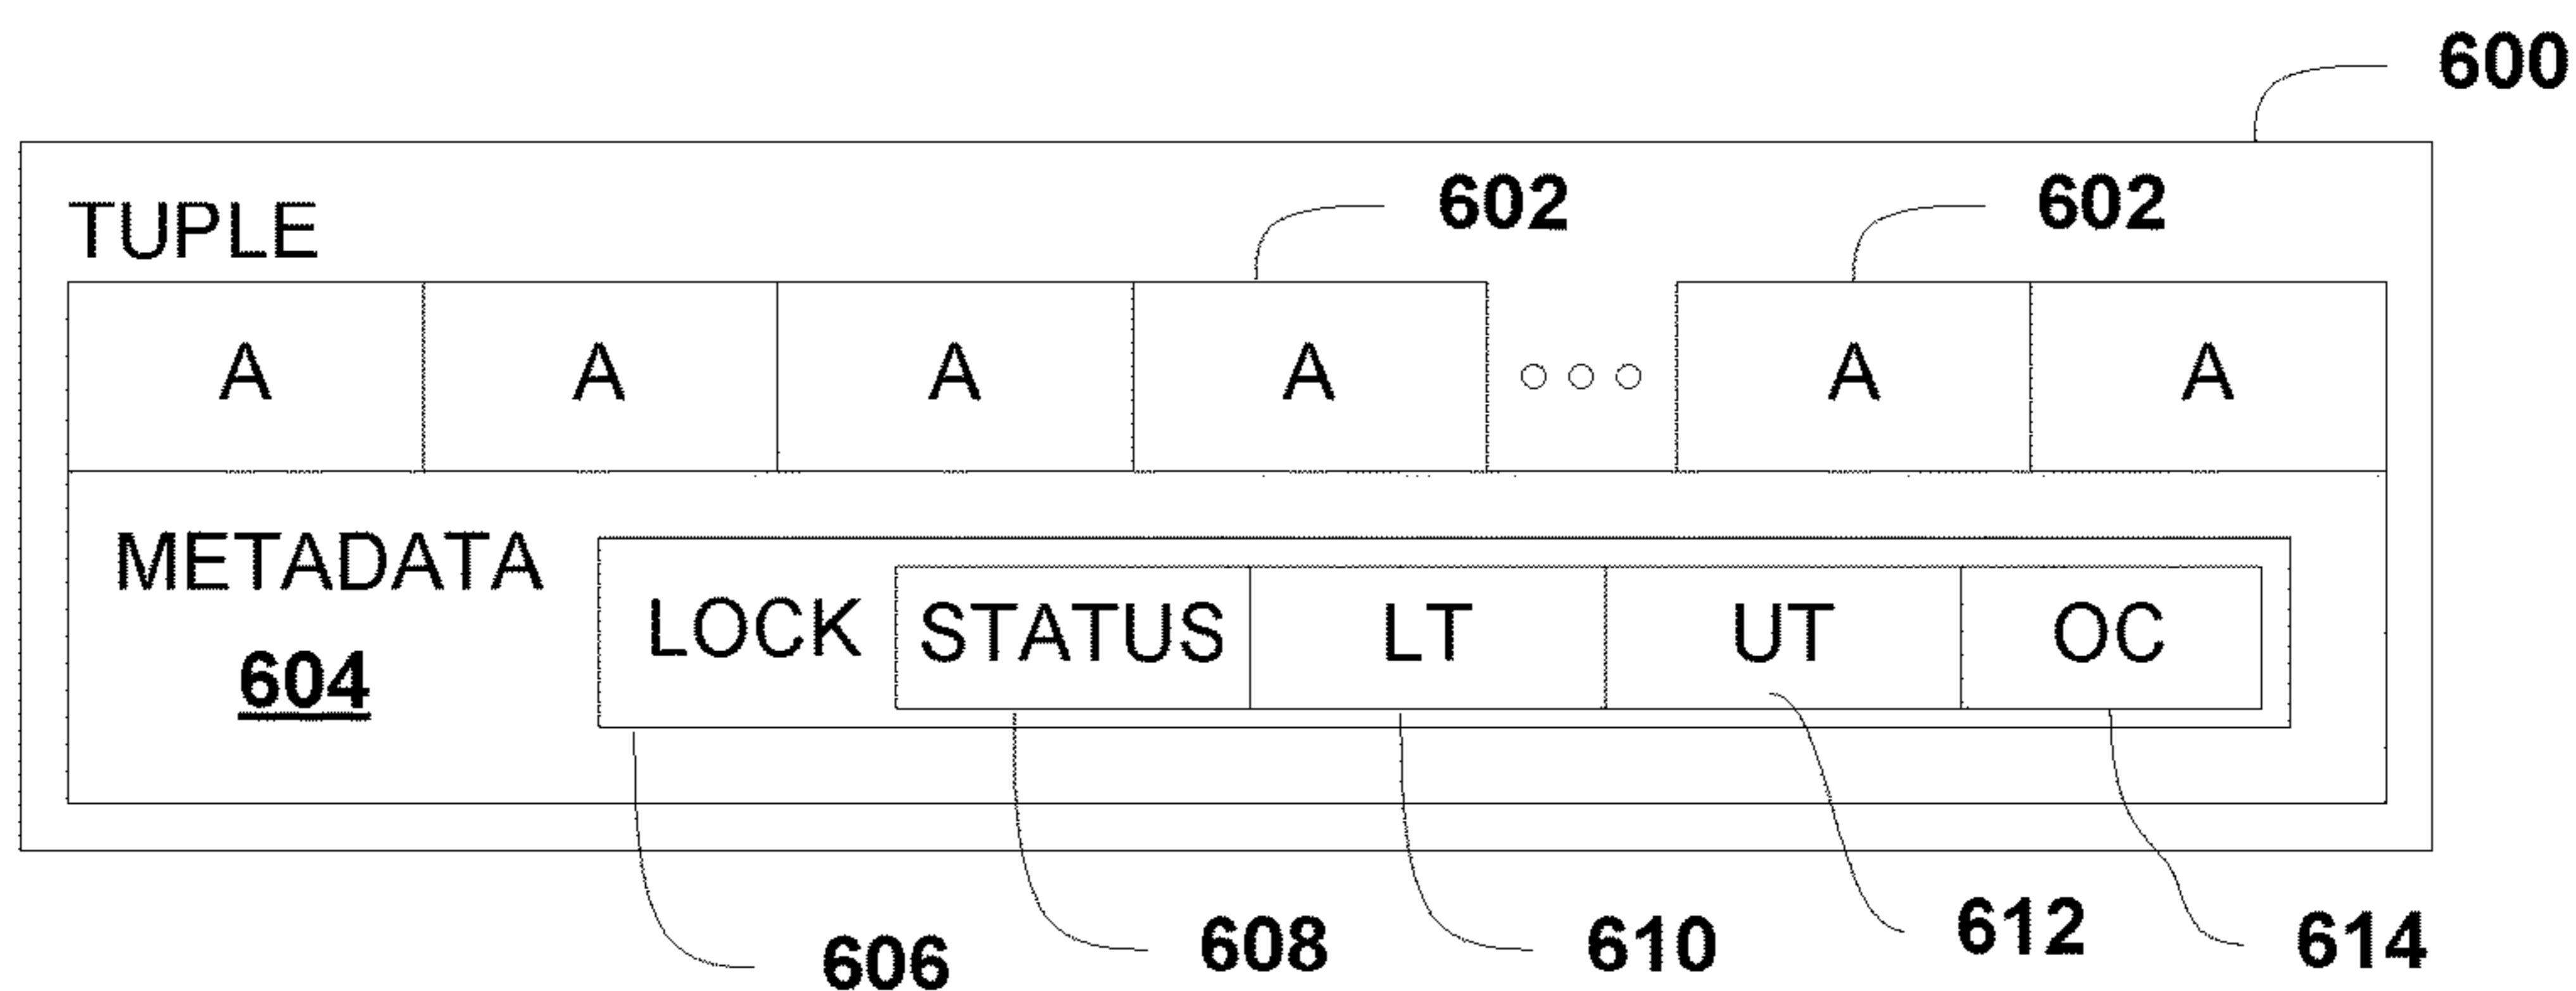 600
TUPLE 602 602
A A A A A A
METADATA LOCK STATUS LT UT OC
604
606 608 610 612 614